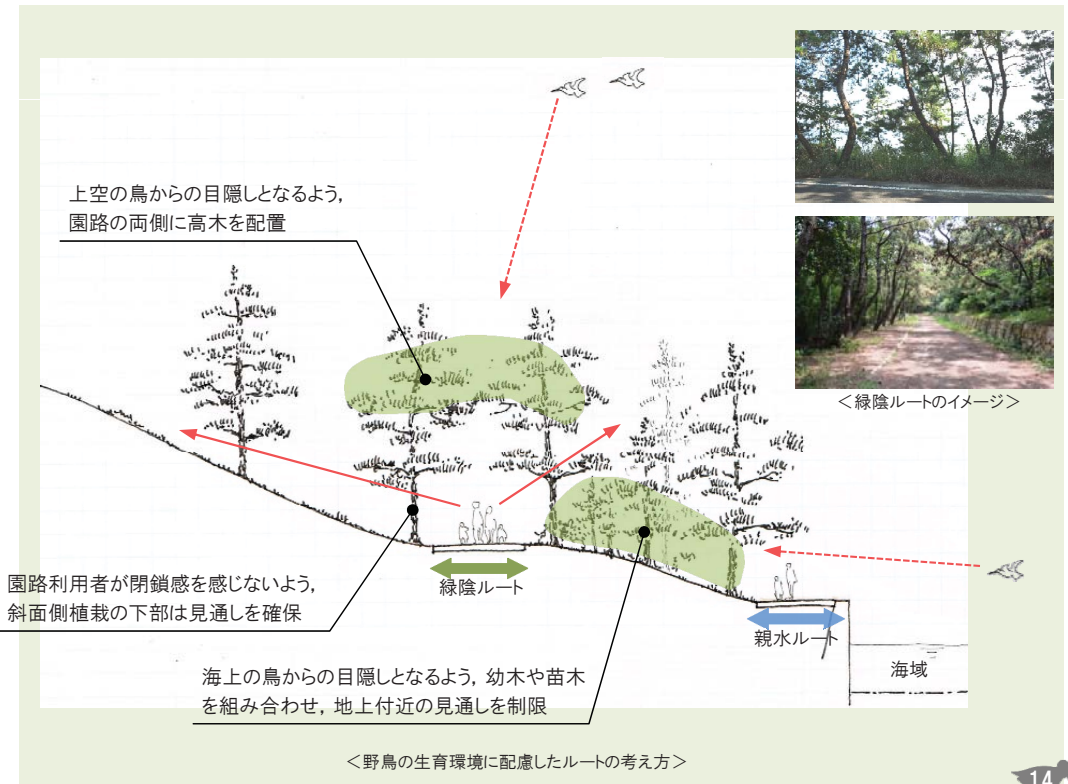 上空の鳥からの目隠しとなるよう,
園路の両側に高木を配置
＜緑陰ルートのイメージ＞
園路利用者が閉鎖感を感じないよう,
斜面側植栽の下部は見通しを確保
緑陰ルート
親水ルート
海域
海上の鳥からの目隠しとなるよう, 幼木や苗木
を組み合わせ, 地上付近の見通しを制限
＜野鳥の生育環境に配慮したルートの考え方＞
14